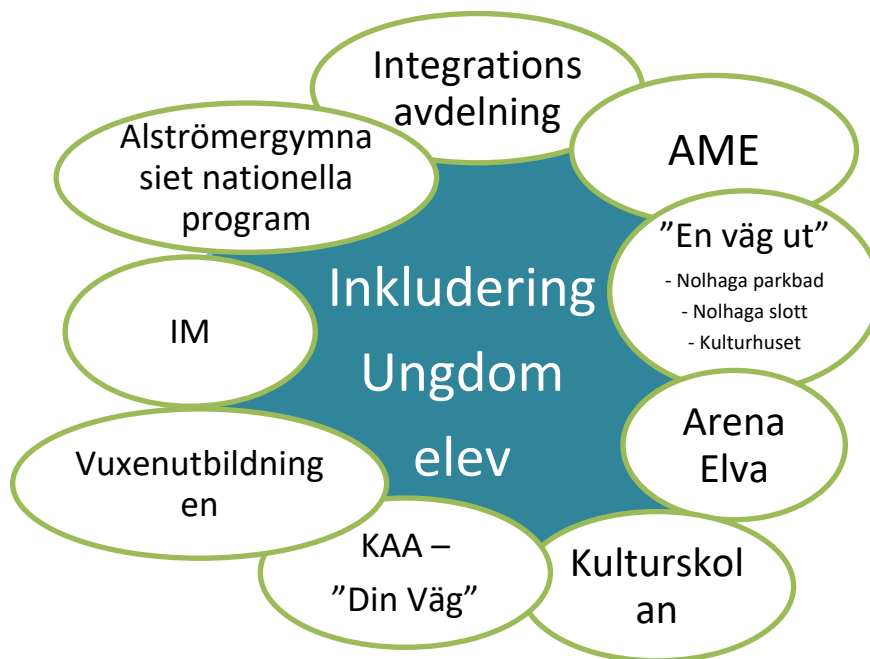 Integrations
avdelning
AME
”En väg ut”
- Nolhaga parkbad
- Nolhaga slott
- Kulturhuset
Arena
Elva
Kulturskol
an
KAA –
”Din Väg”
Vuxenutbildning
en
IM
Alströmergymna
siet nationella
program
Inkludering
Ungdom
elev